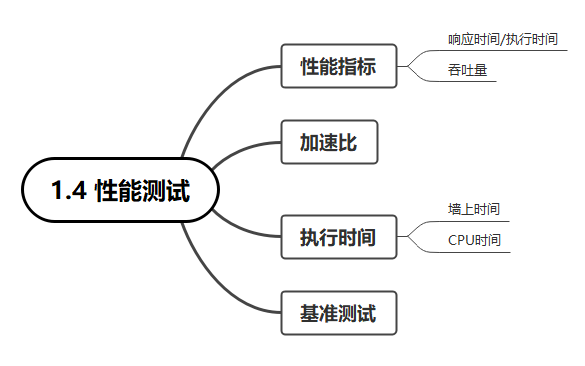 1.4 性能测试
性能指标
响应时间/执行时间
吞吐量
加速比
执行时间
墙上时间
CPU时间
基准测试